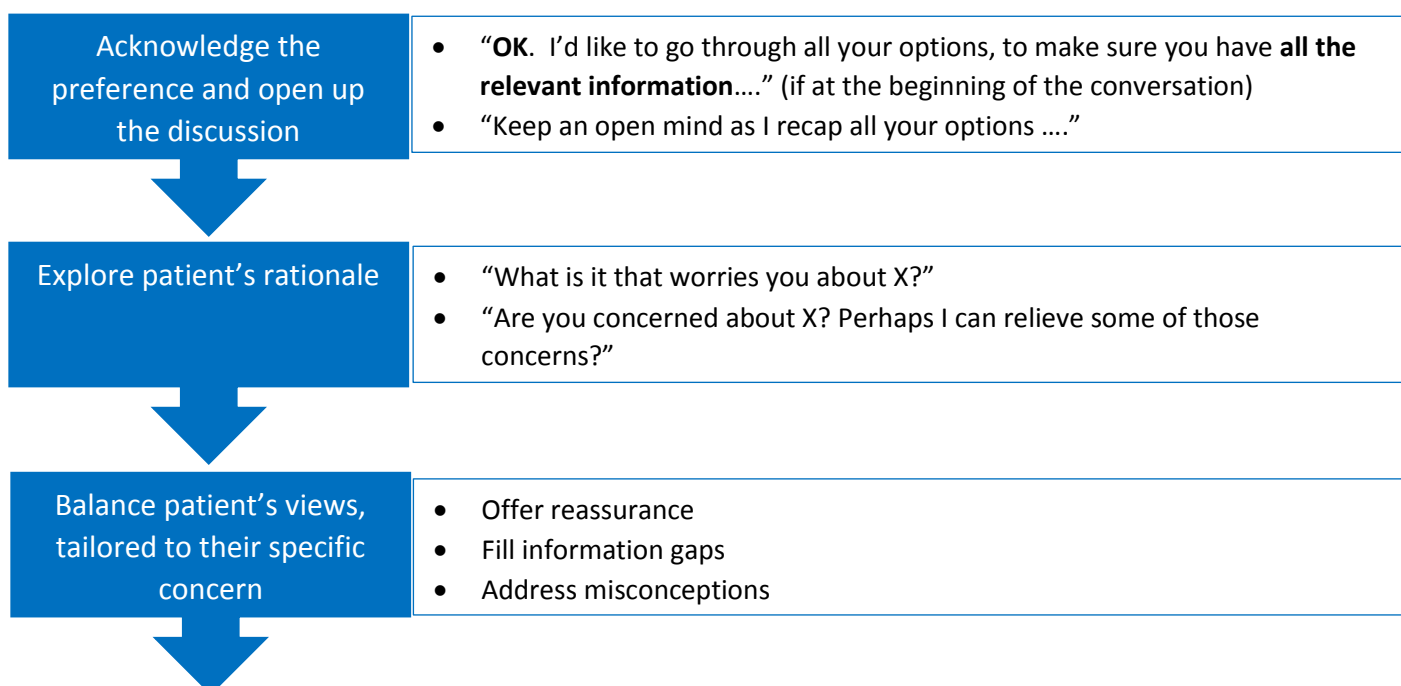 Acknowledge the
preference and open up
the discussion
• “OK.  I’d like to go through all your options, to make sure you have all the
relevant information….” (if at the beginning of the conversation)
• “Keep an open mind as I recap all your options ….”
Explore patient’s rationale
• “What is it that worries you about X?”
• “Are you concerned about X? Perhaps I can relieve some of those
concerns?”
Balance patient’s views,
tailored to their specific
concern
• Offer reassurance
• Fill information gaps
• Address misconceptions